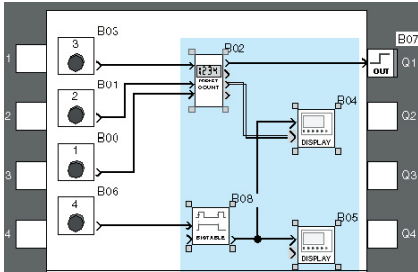 B03
3
B02
B07
1
1234
PRESET
COUNT
OUT
Q1
2
B01
B04
2
Q2
DISPLAY
B00
1
3
Q3
B06
4
B08
B05
4
BISTABLE
DISPLAY
Q4